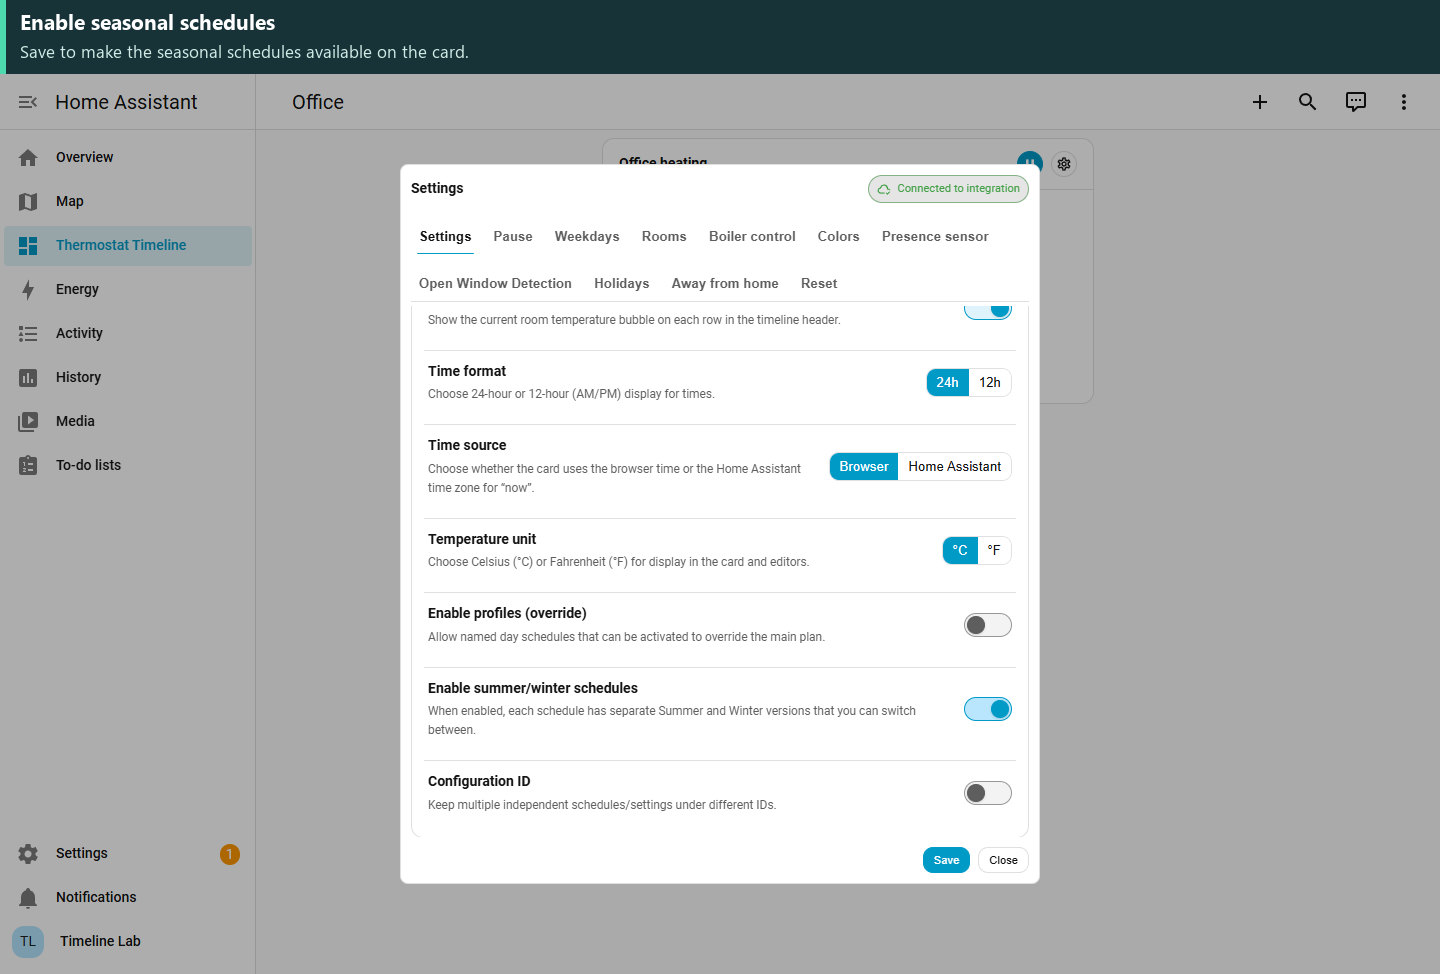 Enable seasonal schedules
Save to make the seasonal schedules available on the card.
Home Assistant
Office
Overview
Map
Thermostat Timeline
Energy
Activity
History
Media
To-do lists
Settings
1
Notifications
TL
Timeline Lab
Office heating
Settings
Connected to integration
Settings
Pause
Weekdays
Rooms
Boiler control
Colors
Presence sensor
Open Window Detection
Holidays
Away from home
Reset
Show the current room temperature bubble on each row in the timeline header.
Time format
Choose 24-hour or 12-hour (AM/PM) display for times.
24h
12h
Time source
Choose whether the card uses the browser time or the Home Assistant
time zone for “now”.
Browser
Home Assistant
Temperature unit
Choose Celsius (°C) or Fahrenheit (°F) for display in the card and editors.
°C
°F
Enable profiles (override)
Allow named day schedules that can be activated to override the main plan.
Enable summer/winter schedules
When enabled, each schedule has separate Summer and Winter versions that you can switch
between.
Configuration ID
Keep multiple independent schedules/settings under different IDs.
Save
Close